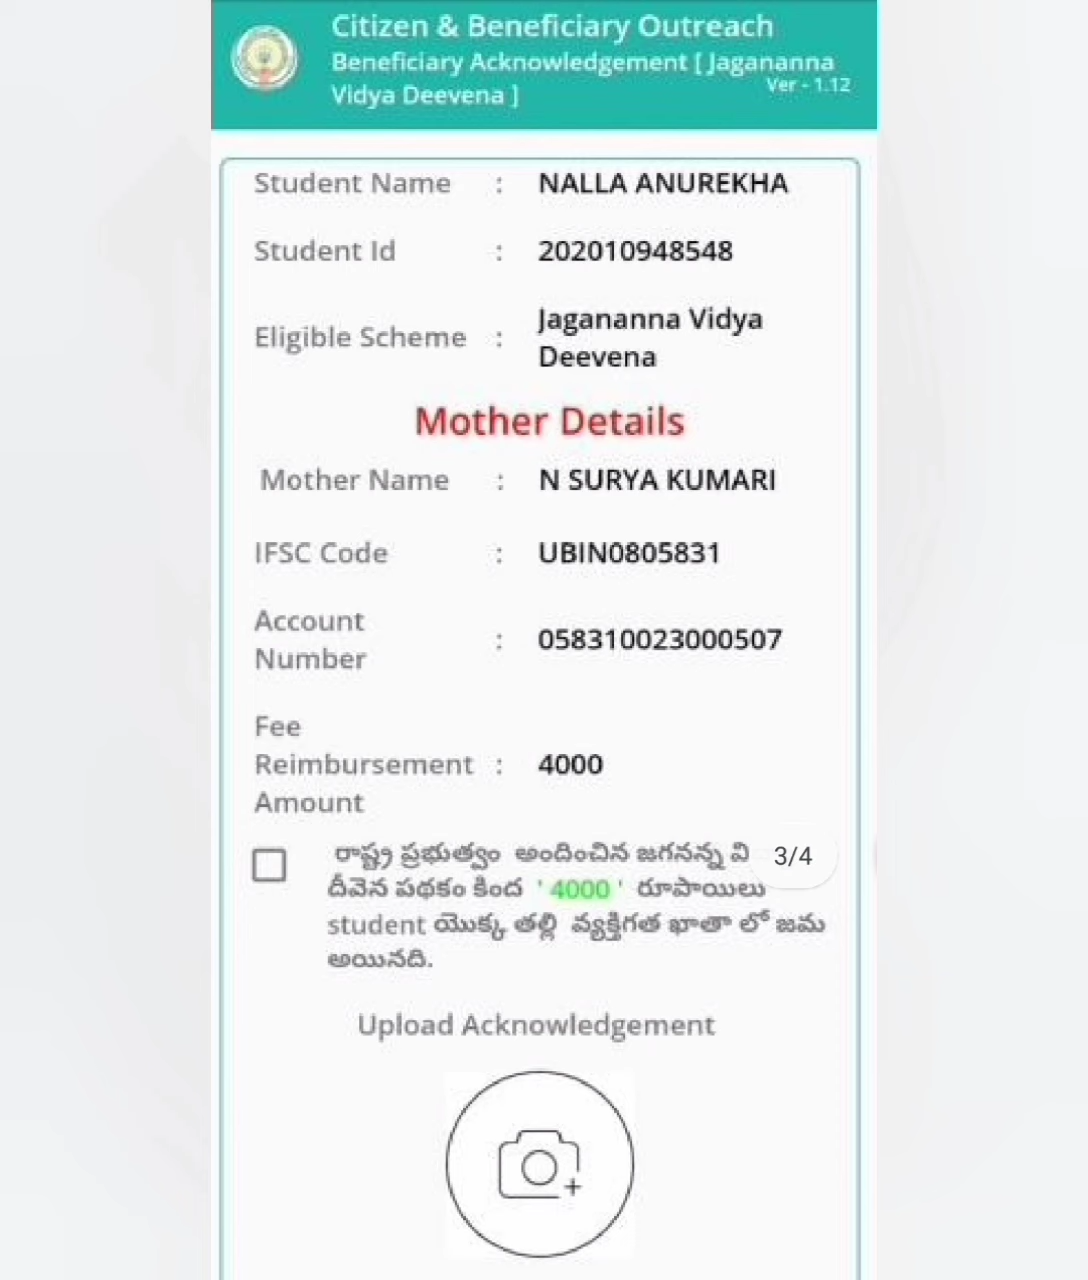 Citizen & Beneficiary Outreach
Beneficiary Acknowledgement [ Jagananna
Vidya Deevena ]
Ver - 1.12
Student Name : NALLA ANUREKHA
Student Id : 202010948548
Eligible Scheme : Jagananna Vidya
Deevena
Mother Details
Mother Name : N SURYA KUMARI
IFSC Code : UBIN0805831
Account
Number : 058310023000507
Fee
Reimbursement : 4000
Amount
రాష్ట్ర ప్రభుత్వం అందించిన జగనన్న వి
3/4
దీవెన పథకం కింద ' 4000 ' రూపాయిలు
student యొక్క తల్లి వ్యక్తిగత ఖాతా లో జమ
అయినది.
Upload Acknowledgement